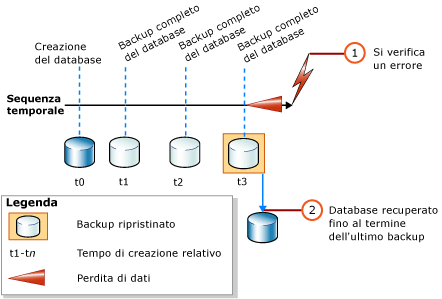 Creazione
del database
Backup completo
del database
Backup completo
del database
Backup completo
del database
1
Si verifica
un errore
Sequenza
temporale
t0
t1
t2
t3
2
Database recuperato
fino al termine
dell'ultimo backup
Legenda
Backup ripristinato
t1-tn
Tempo di creazione relativo
Perdita di dati